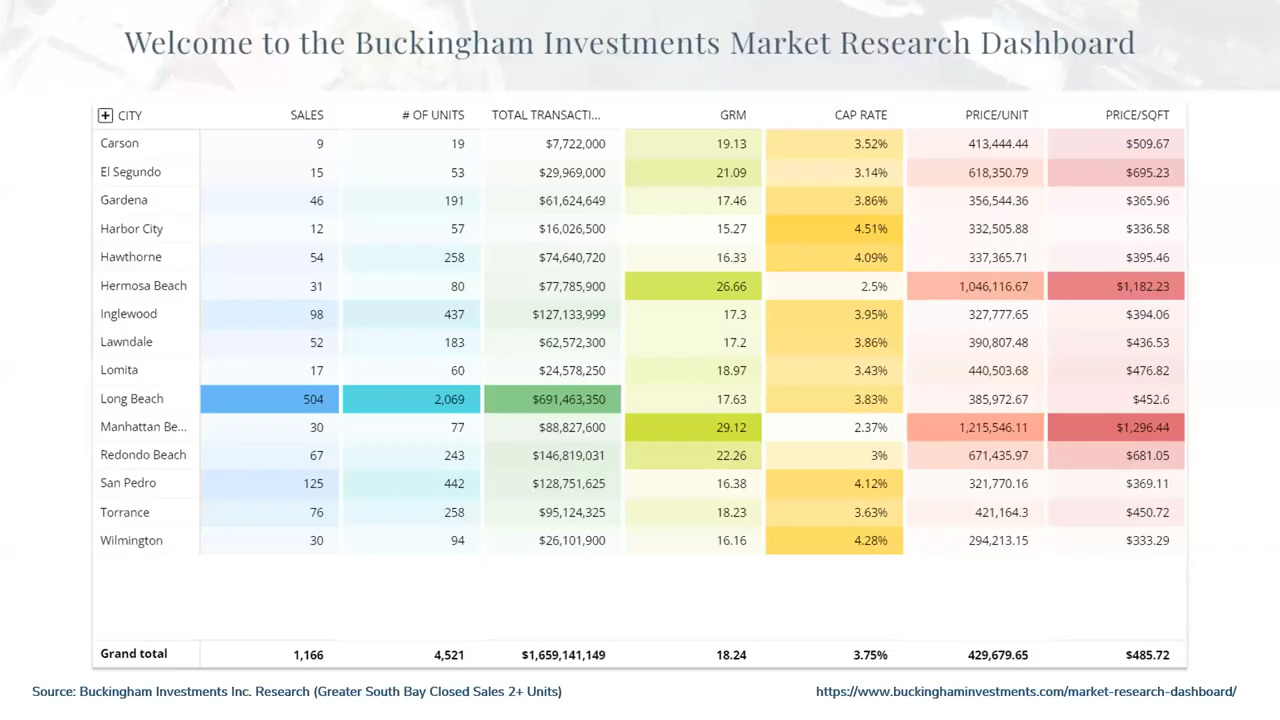 Welcome to the Buckingham Investments Market Research Dashboard
CITY SALES # OF UNITS TOTAL TRANSACTI... GRM CAP RATE PRICE/UNIT PRICE/SQFT
Carson 9 19 $7,722,000 19.13 3.52% 413,444.44 $509.67
El Segundo 15 53 $29,969,000 21.09 3.14% 618,350.79 $695.23
Gardena 46 191 $61,624,649 17.46 3.86% 356,544.36 $365.96
Harbor City 12 57 $16,026,500 15.27 4.51% 332,505.88 $336.58
Hawthorne 54 258 $74,640,720 16.33 4.09% 337,365.71 $395.46
Hermosa Beach 31 80 $77,785,900 26.66 2.5% 1,046,116.67 $1,182.23
Inglewood 98 437 $127,133,999 17.3 3.95% 327,777.65 $394.06
Lawndale 52 183 $62,572,300 17.2 3.86% 390,807.48 $436.53
Lomita 17 60 $24,578,250 18.97 3.43% 440,503.68 $476.82
Long Beach 504 2,069 $691,463,350 17.63 3.83% 385,972.67 $452.6
Manhattan Be... 30 77 $88,827,600 29.12 2.37% 1,215,546.11 $1,296.44
Redondo Beach 67 243 $146,819,031 22.26 3% 671,435.97 $681.05
San Pedro 125 442 $128,751,625 16.38 4.12% 321,770.16 $369.11
Torrance 76 258 $95,124,325 18.23 3.63% 421,164.3 $450.72
Wilmington 30 94 $26,101,900 16.16 4.28% 294,213.15 $333.29
Grand total 1,166 4,521 $1,659,141,149 18.24 3.75% 429,679.65 $485.72
Source: Buckingham Investments Inc. Research (Greater South Bay Closed Sales 2+ Units)
https://www.buckinghaminvestments.com/market-research-dashboard/